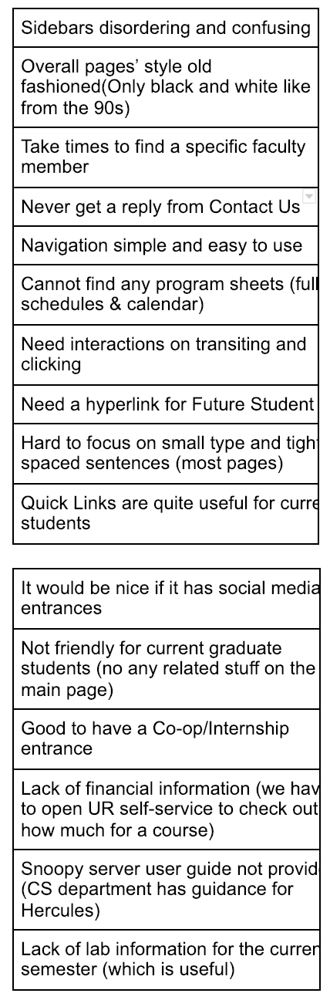 Sidebars disordering and confusing
Overall pages’ style old
fashioned(Only black and white like
from the 90s)
Take times to find a specific faculty
member
Never get a reply from Contact Us
Navigation simple and easy to use
Cannot find any program sheets (full
schedules & calendar)
Need interactions on transiting and
clicking
Need a hyperlink for Future Student
Hard to focus on small type and tigh
spaced sentences (most pages)
Quick Links are quite useful for curre
students
It would be nice if it has social media
entrances
Not friendly for current graduate
students (no any related stuff on the
main page)
Good to have a Co-op/Internship
entrance
Lack of financial information (we hav
to open UR self-service to check out
how much for a course)
Snoopy server user guide not provid
(CS department has guidance for
Hercules)
Lack of lab information for the curren
semester (which is useful)